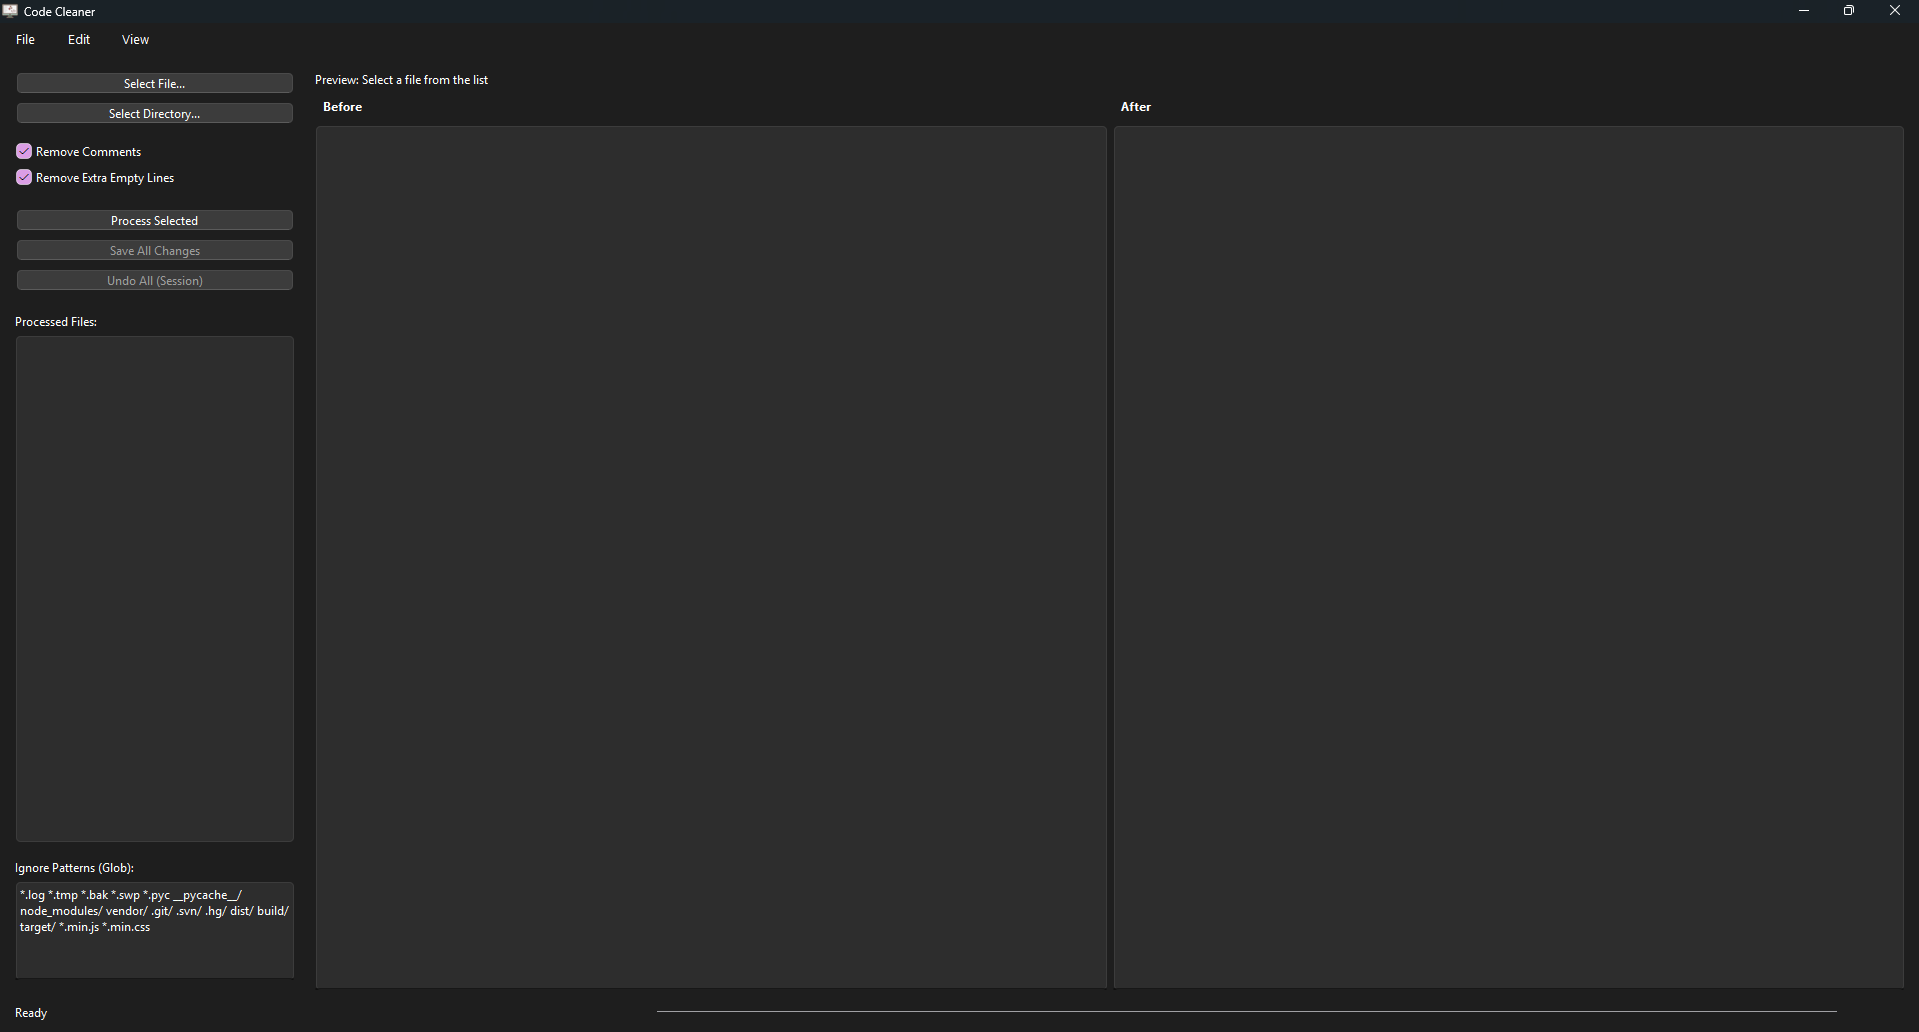 Code Cleaner
File Edit View
Select File...
Select Directory...
Remove Comments
Remove Extra Empty Lines
Process Selected
Save All Changes
Undo All (Session)
Processed Files:
Ignore Patterns (Glob):
*.log *.tmp *.bak *.swp *.pyc __pycache__/
node_modules/ vendor/ .git/ .svn/ .hg/ dist/ build/
target/ *.min.js *.min.css
Preview: Select a file from the list
Before
After
Ready